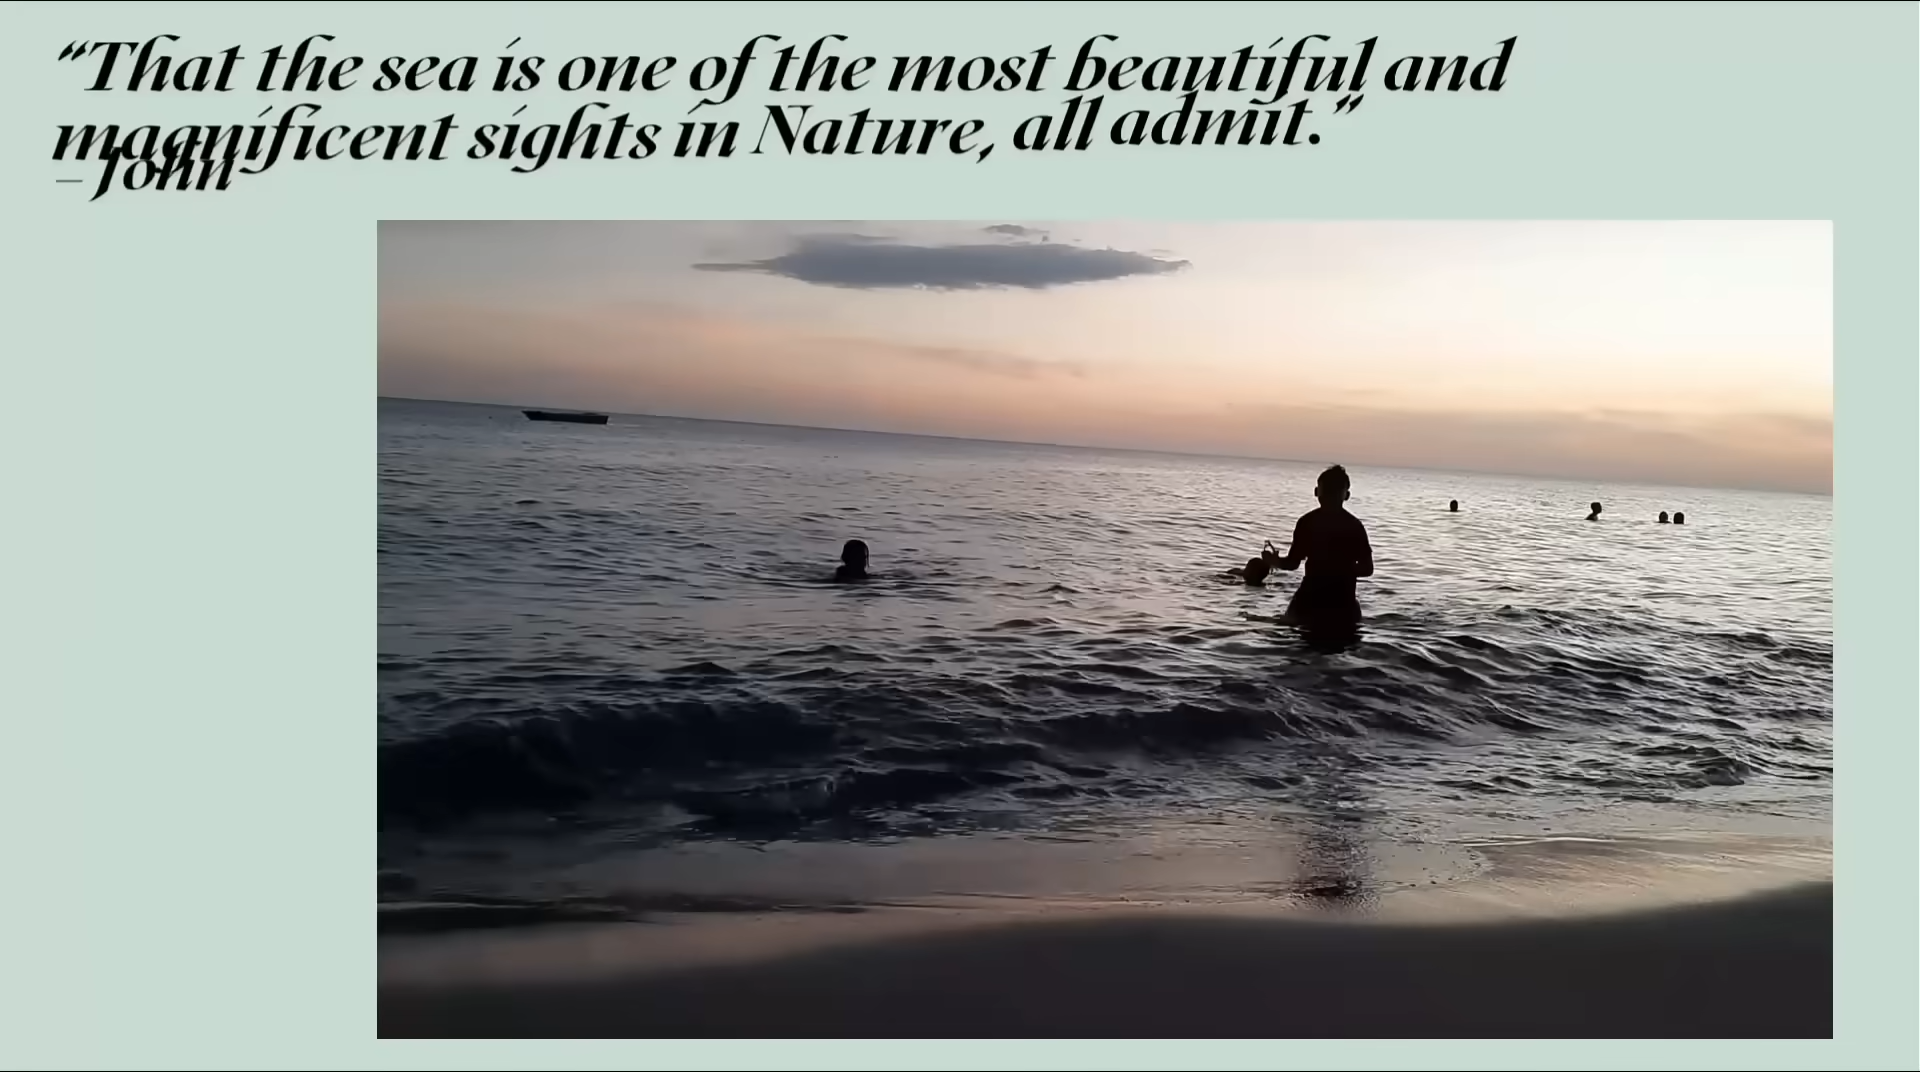 “That the sea is one of the most beautiful and
magnificent sights in Nature, all admit.”
– John